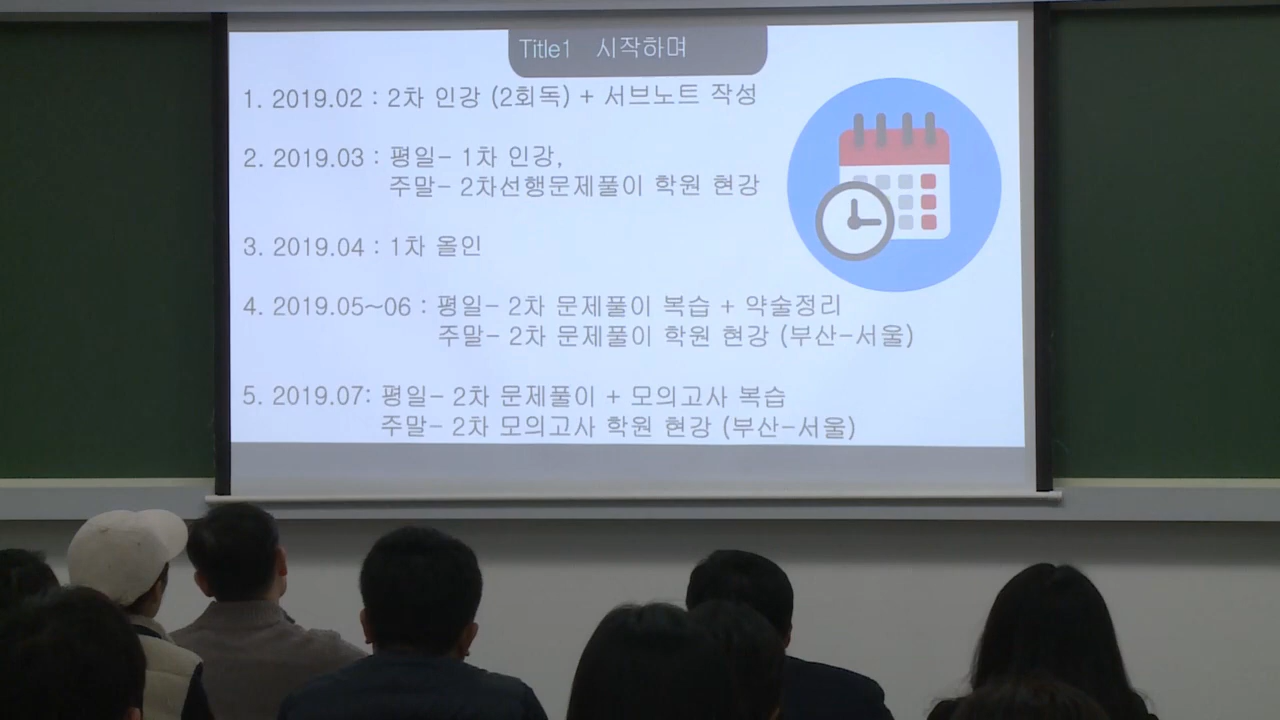 Title1 시작하며
1. 2019.02 : 2차 인강 (2회독) + 서브노트 작성
2. 2019.03 : 평일- 1차 인강,
주말- 2차선행문제풀이 학원 현강
3. 2019.04 : 1차 올인
4. 2019.05~06 : 평일- 2차 문제풀이 복습 + 약술정리
주말- 2차 문제풀이 학원 현강 (부산-서울)
5. 2019.07: 평일- 2차 문제풀이 + 모의고사 복습
주말- 2차 모의고사 학원 현강 (부산-서울)